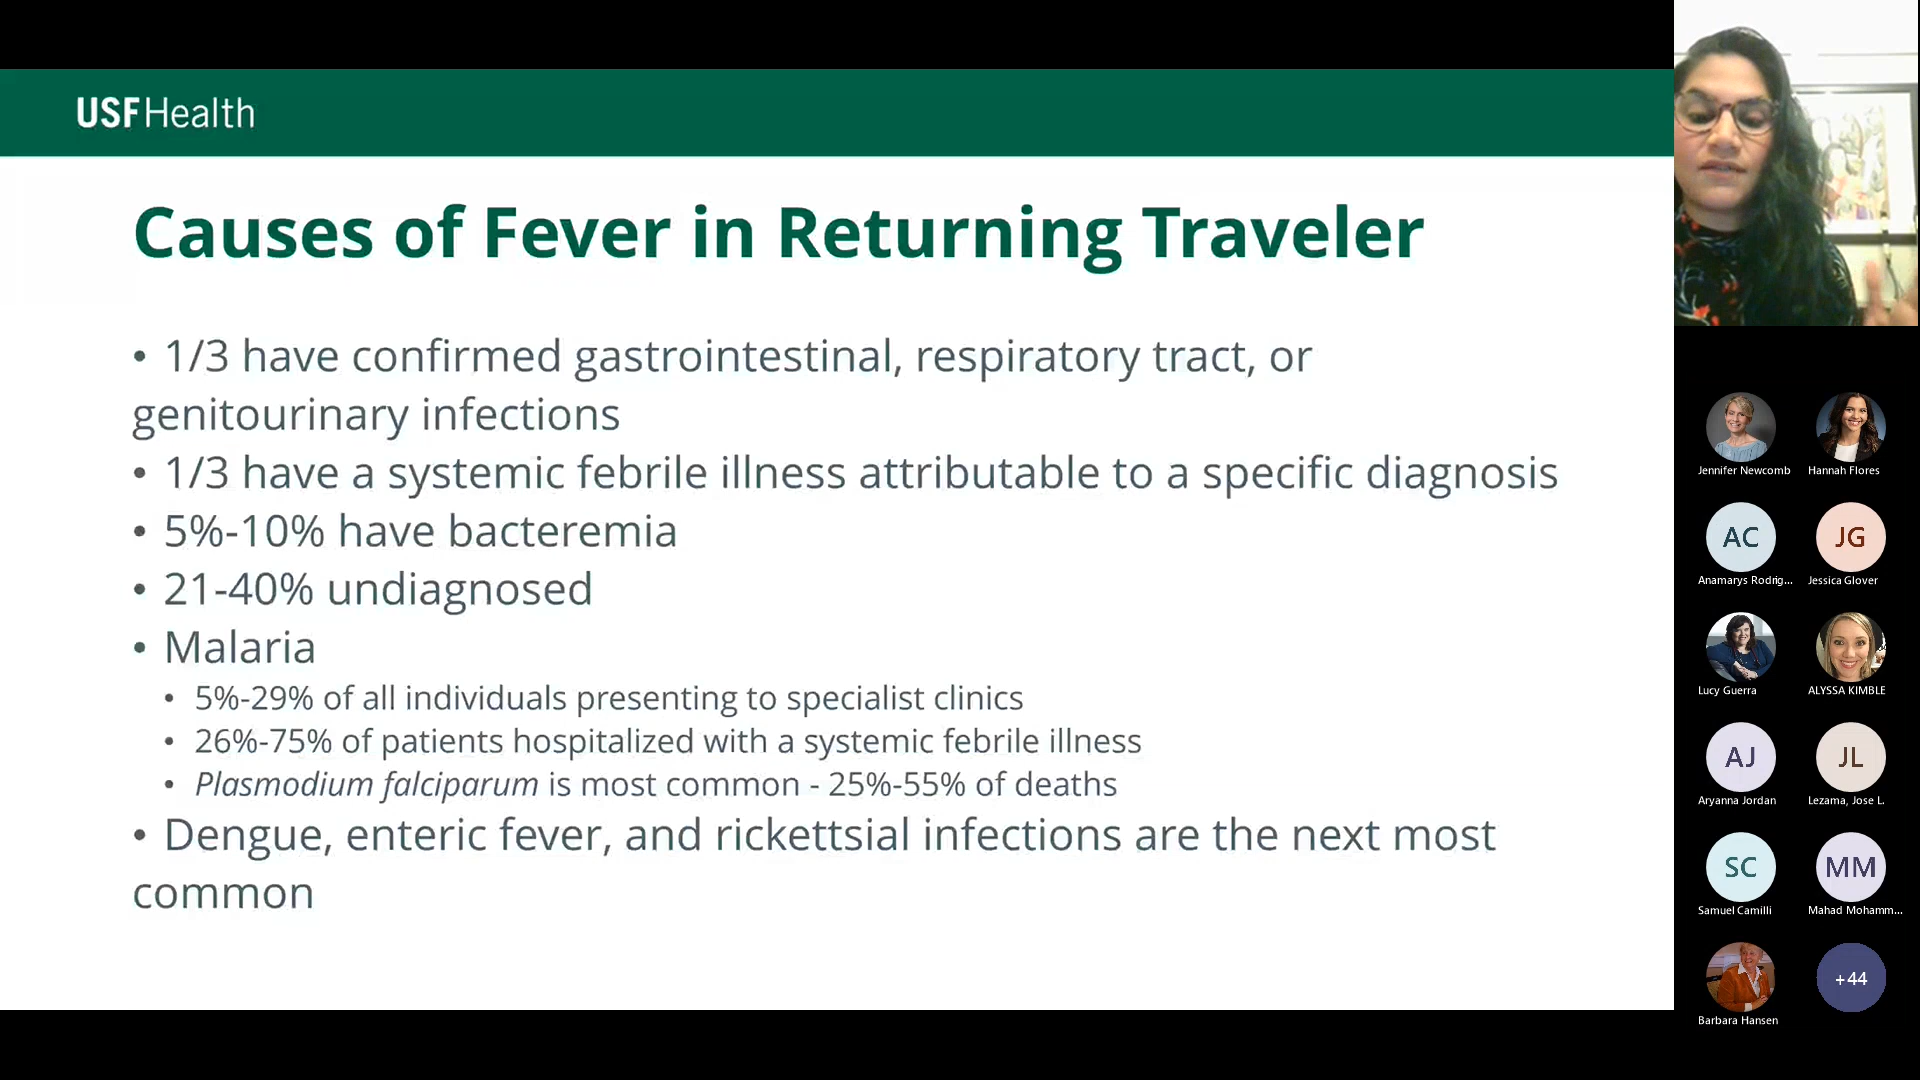 USF Health
Causes of Fever in Returning Traveler
• 1/3 have confirmed gastrointestinal, respiratory tract, or
genitourinary infections
• 1/3 have a systemic febrile illness attributable to a specific diagnosis
• 5%-10% have bacteremia
• 21-40% undiagnosed
• Malaria
• 5%-29% of all individuals presenting to specialist clinics
• 26%-75% of patients hospitalized with a systemic febrile illness
• Plasmodium falciparum is most common - 25%-55% of deaths
• Dengue, enteric fever, and rickettsial infections are the next most
common
Jennifer Newcomb
Hannah Flores
AC
JG
Anamarys Rodrig...
Jessica Glover
Lucy Guerra
ALYSSA KIMBLE
AJ
JL
Aryanna Jordan
Lezama, Jose L.
SC
MM
Samuel Camilli
Mahad Mohamm...
+44
Barbara Hansen